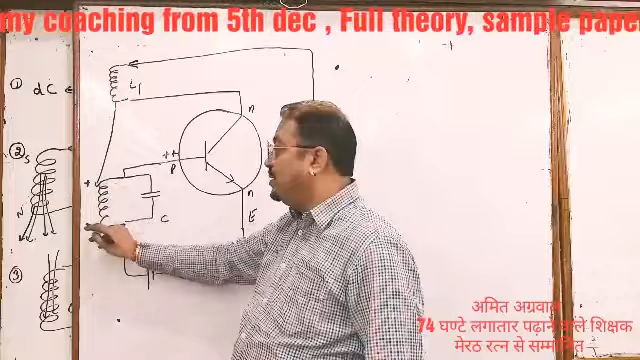 my coaching from 5th dec , Full theory, sample paper
① dC
L1
n
② S
+
++
P
N
C
n
E
③
अमित अग्रवाल
74 घण्टे लगातार पढ़ाने वाले शिक्षक
मेरठ रत्न से सम्मानित